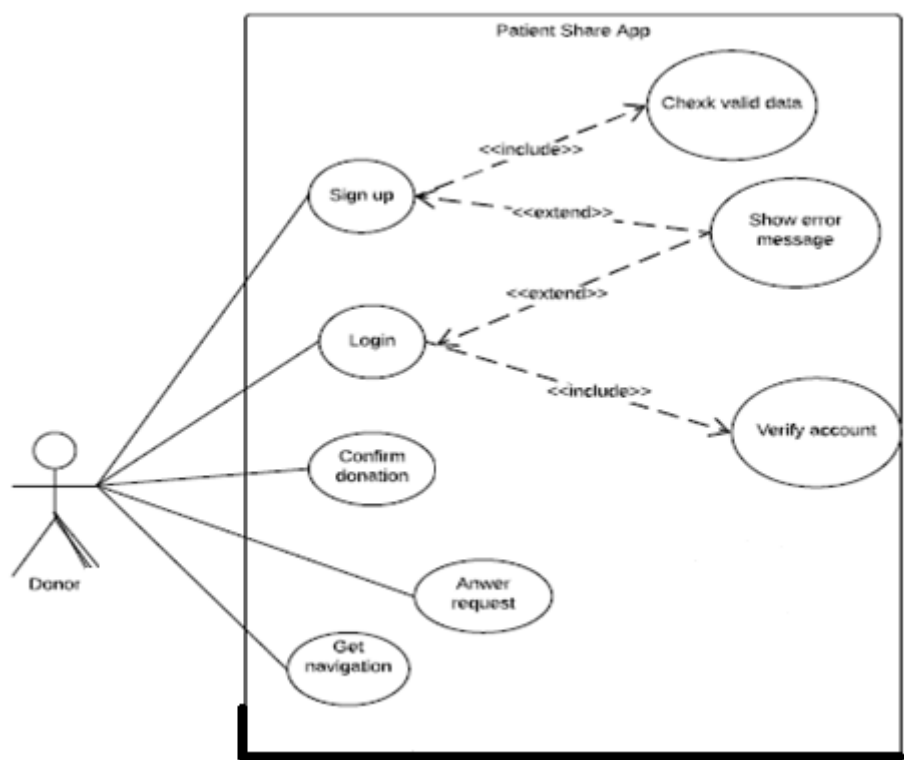 Patient Share App
Chexk valid data
<<include>>
Sign up
<<extend>>
Show error
message
<<extend>>
Login
<<include>>
Verify account
Confirm
donation
Donor
Anwer
request
Get
navigation